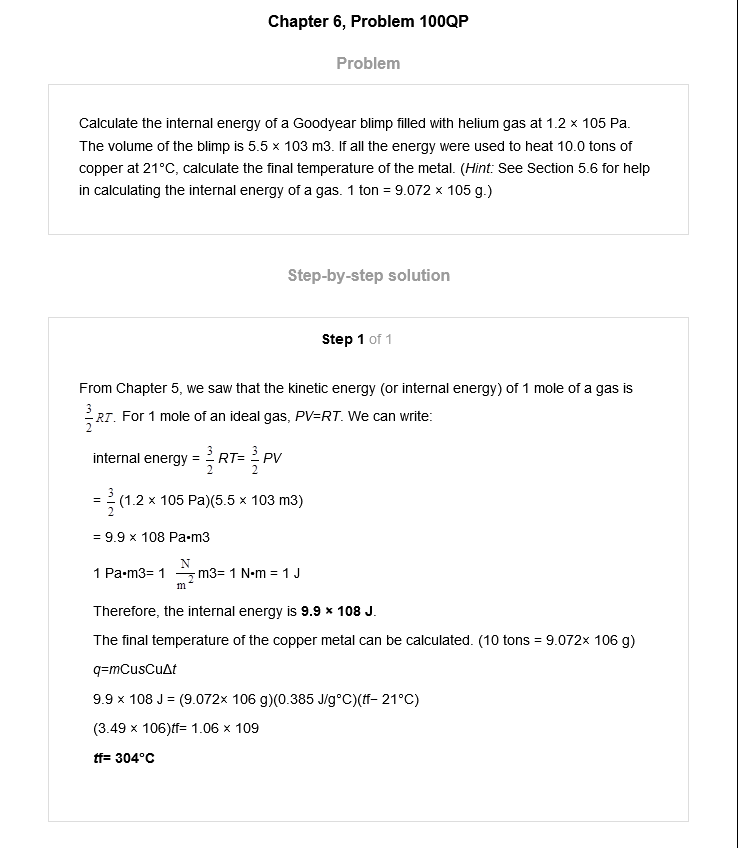 Chapter 6, Problem 100QP
Problem
Calculate the internal energy of a Goodyear blimp filled with helium gas at 1.2 × 105 Pa.
The volume of the blimp is 5.5 × 103 m3. If all the energy were used to heat 10.0 tons of
copper at 21°C, calculate the final temperature of the metal. (Hint: See Section 5.6 for help
in calculating the internal energy of a gas. 1 ton = 9.072 × 105 g.)
Step-by-step solution
Step 1 of 1
From Chapter 5, we saw that the kinetic energy (or internal energy) of 1 mole of a gas is
3/2 RT. For 1 mole of an ideal gas, PV=RT. We can write:
internal energy = 3/2 RT= 3/2 PV
= 3/2 (1.2 × 105 Pa)(5.5 × 103 m3)
= 9.9 × 108 Pa•m3
1 Pa•m3= 1 N/m² m3= 1 N•m = 1 J
Therefore, the internal energy is 9.9 × 108 J.
The final temperature of the copper metal can be calculated. (10 tons = 9.072× 106 g)
q=mCusCuΔt
9.9 × 108 J = (9.072× 106 g)(0.385 J/g°C)(tf− 21°C)
(3.49 × 106)tf= 1.06 × 109
tf= 304°C